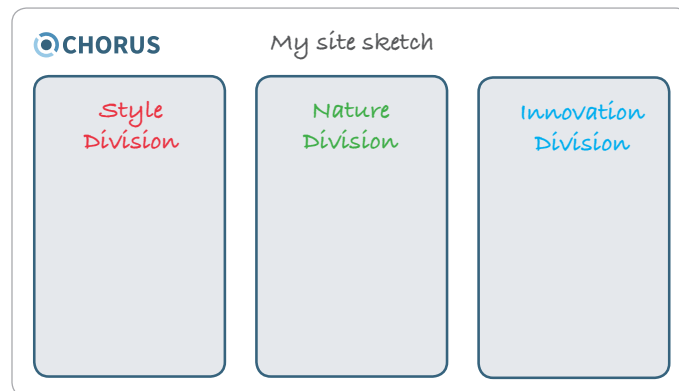 CHORUS
My site sketch
Style
Division
Nature
Division
Innovation
Division